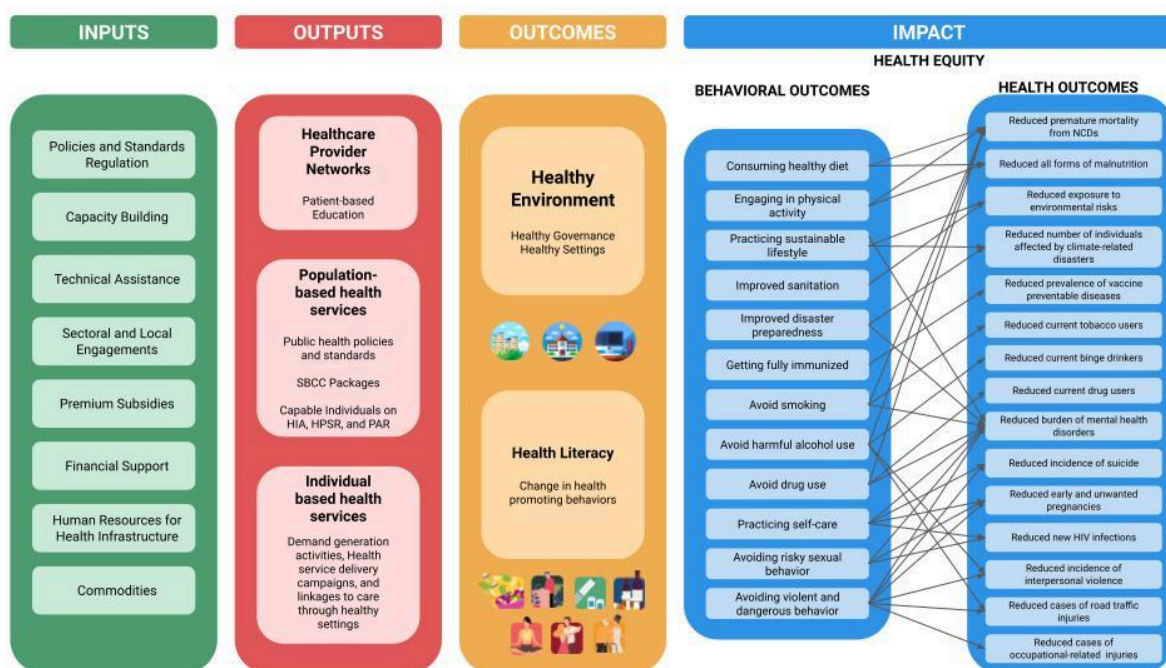 INPUTS
OUTPUTS
OUTCOMES
IMPACT
HEALTH EQUITY
BEHAVIORAL OUTCOMES
HEALTH OUTCOMES
Policies and Standards
Regulation
Capacity Building
Technical Assistance
Sectoral and Local
Engagements
Premium Subsidies
Financial Support
Human Resources for
Health Infrastructure
Commodities
Healthcare
Provider
Networks
Patient-based
Education
Population-
based health
services
Public health policies
and standards
SBCC Packages
Capable Individuals on
HIA, HPSR, and PAR
Individual
based health
services
Demand generation
activities, Health
service delivery
campaigns, and
linkages to care
through healthy
settings
Healthy
Environment
Healthy Governance
Healthy Settings
Health Literacy
Change in health
promoting behaviors
Consuming healthy diet
Engaging in physical
activity
Practicing sustainable
lifestyle
Improved sanitation
Improved disaster
preparedness
Getting fully immunized
Avoid smoking
Avoid harmful alcohol use
Avoid drug use
Practicing self-care
Avoiding risky sexual
behavior
Avoiding violent and
dangerous behavior
Reduced premature mortality
from NCDs
Reduced all forms of malnutrition
Reduced exposure to
environmental risks
Reduced number of individuals
affected by climate-related
disasters
Reduced prevalence of vaccine
preventable diseases
Reduced current tobacco users
Reduced current binge drinkers
Reduced current drug users
Reduced burden of mental health
disorders
Reduced incidence of suicide
Reduced early and unwanted
pregnancies
Reduced new HIV infections
Reduced incidence of
interpersonal violence
Reduced cases of road traffic
injuries
Reduced cases of
occupational-related injuries